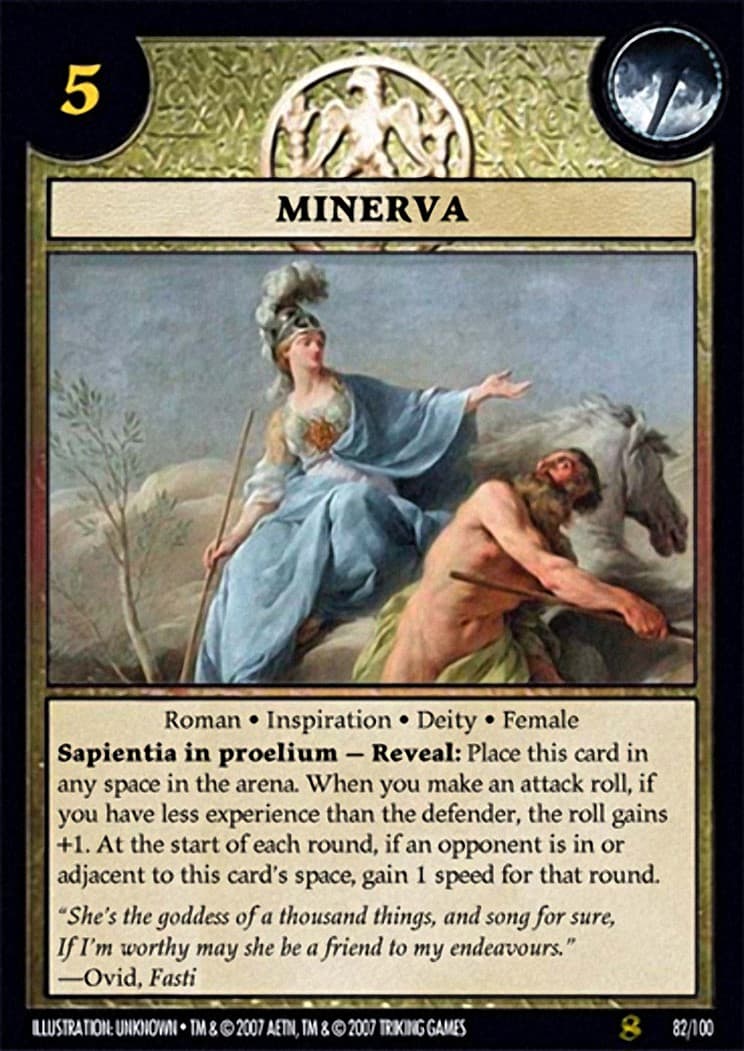 5
MINERVA
Roman • Inspiration • Deity • Female
Sapientia in proelium — Reveal: Place this card in
any space in the arena. When you make an attack roll, if
you have less experience than the defender, the roll gains
+1. At the start of each round, if an opponent is in or
adjacent to this card's space, gain 1 speed for that round.
“She's the goddess of a thousand things, and song for sure,
If I'm worthy may she be a friend to my endeavours.”
—Ovid, Fasti
ILLUSTRATION: UNKNOWN • TM & © 2007 AETN, TM & © 2007 TRIKING GAMES
8 82/100